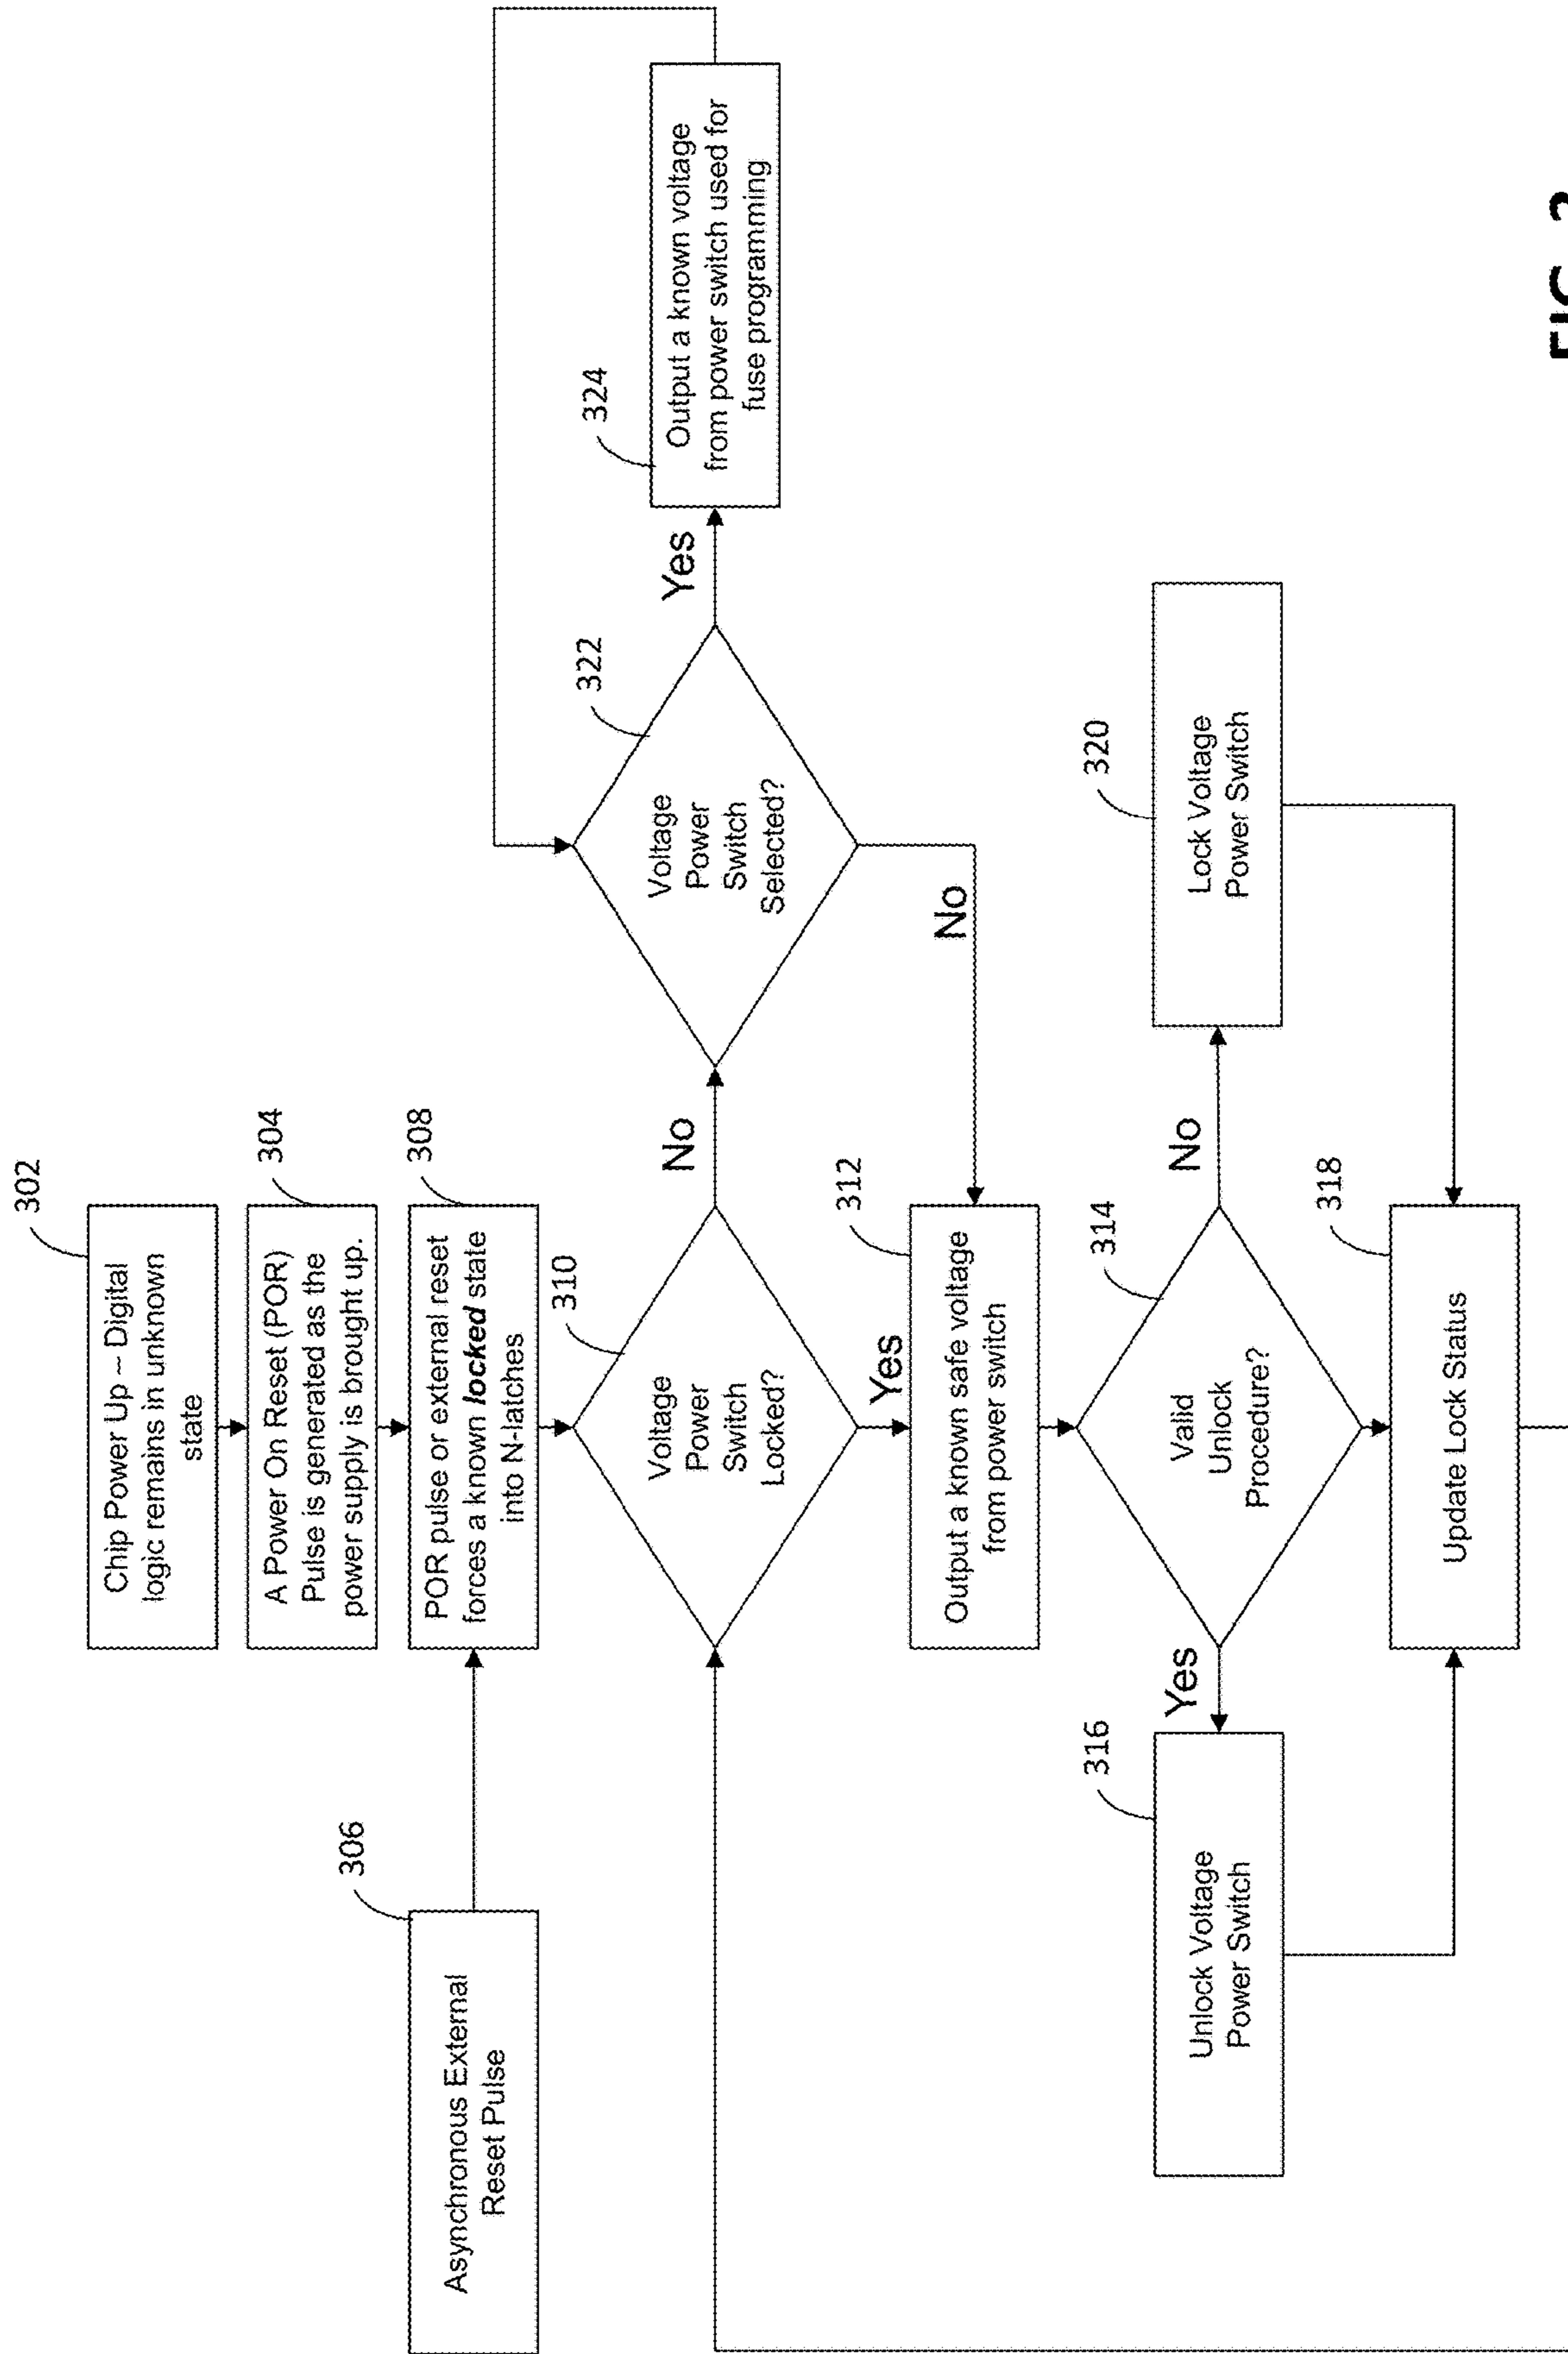 302
Chip Power Up -- Digital
logic remains in unknown
state
304
A Power On Reset (POR)
Pulse is generated as the
power supply is brought up.
306
Asynchronous External
Reset Pulse
308
POR pulse or external reset
forces a known locked state
into N-latches
310
Voltage
Power
Switch
Locked?
No
Yes
322
Voltage
Power
Switch
Selected?
Yes
No
324
Output a known voltage
from power switch used for
fuse programming
312
Output a known safe voltage
from power switch
314
Valid
Unlock
Procedure?
Yes
No
316
Unlock Voltage
Power Switch
320
Lock Voltage
Power Switch
318
Update Lock Status